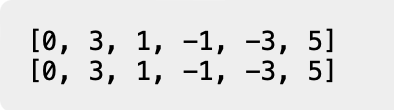 [0, 3, 1, -1, -3, 5]
[0, 3, 1, -1, -3, 5]